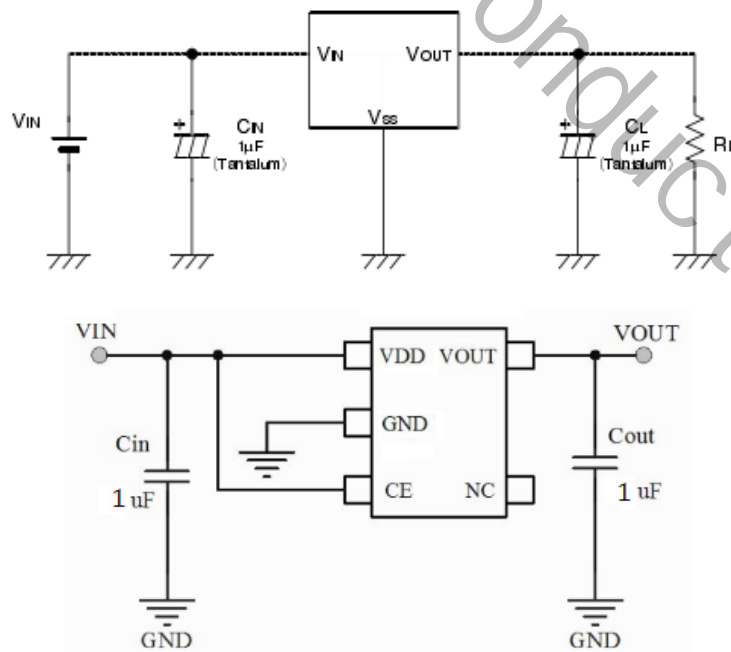 VIN
VOUT
VSS
VIN
CIN
1µF
(Tantalum)
CL
1µF
(Tantalum)
VIN
VOUT
VDD
VOUT
GND
Cin
1 uF
CE
NC
Cout
1 uF
GND
GND